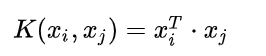 K(x_i, x_j) = x_i^T · x_j